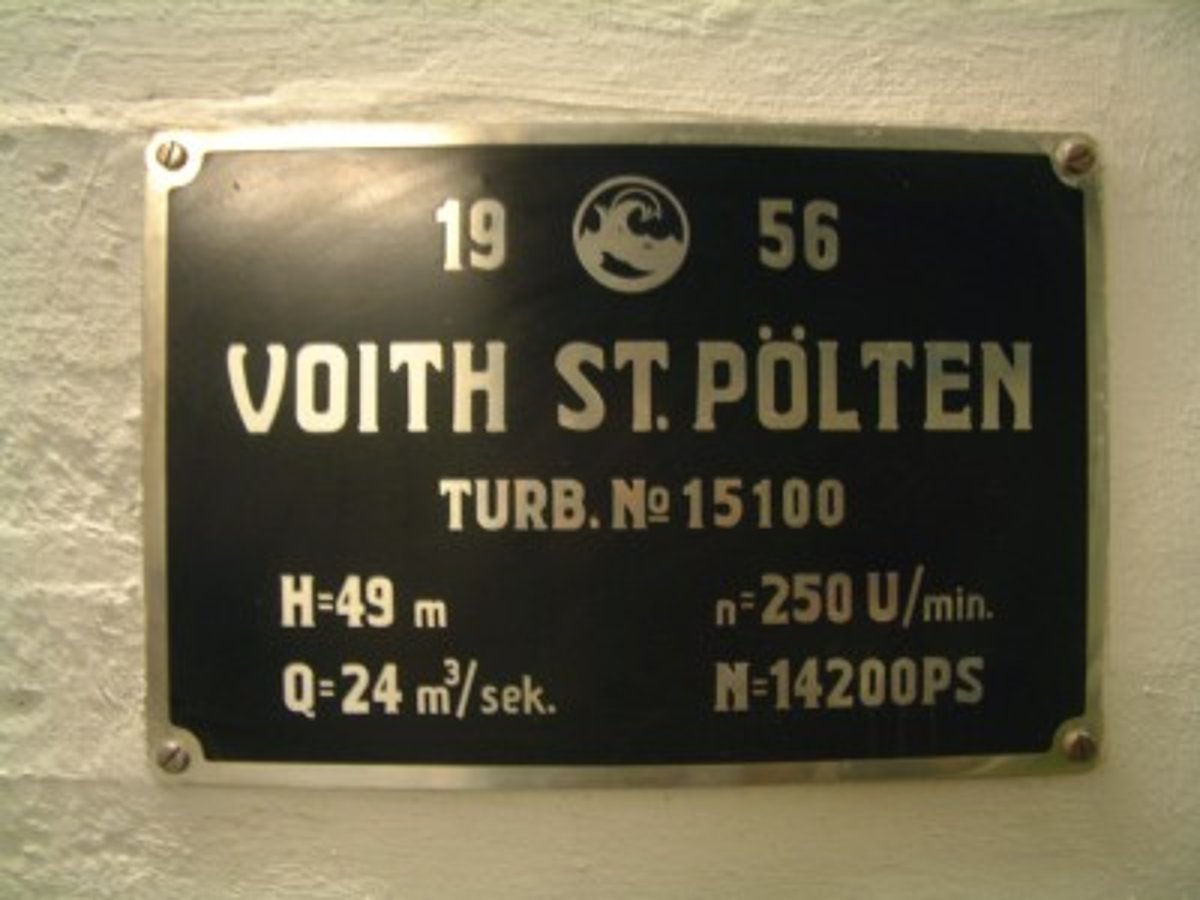 19 56
VOITH ST. PÖLTEN
TURB. No 15100
H=49 m n=250 U/min.
Q=24 m³/sek. N=14200PS